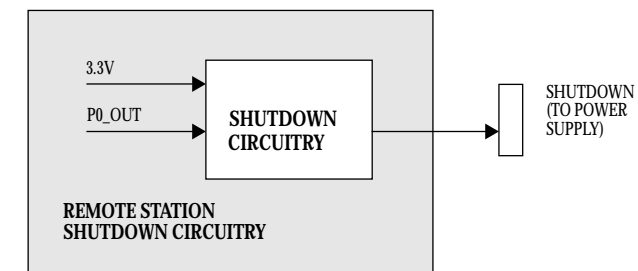 3.3V
P0_OUT
SHUTDOWN
CIRCUITRY
SHUTDOWN
(TO POWER
SUPPLY)
REMOTE STATION
SHUTDOWN CIRCUITRY